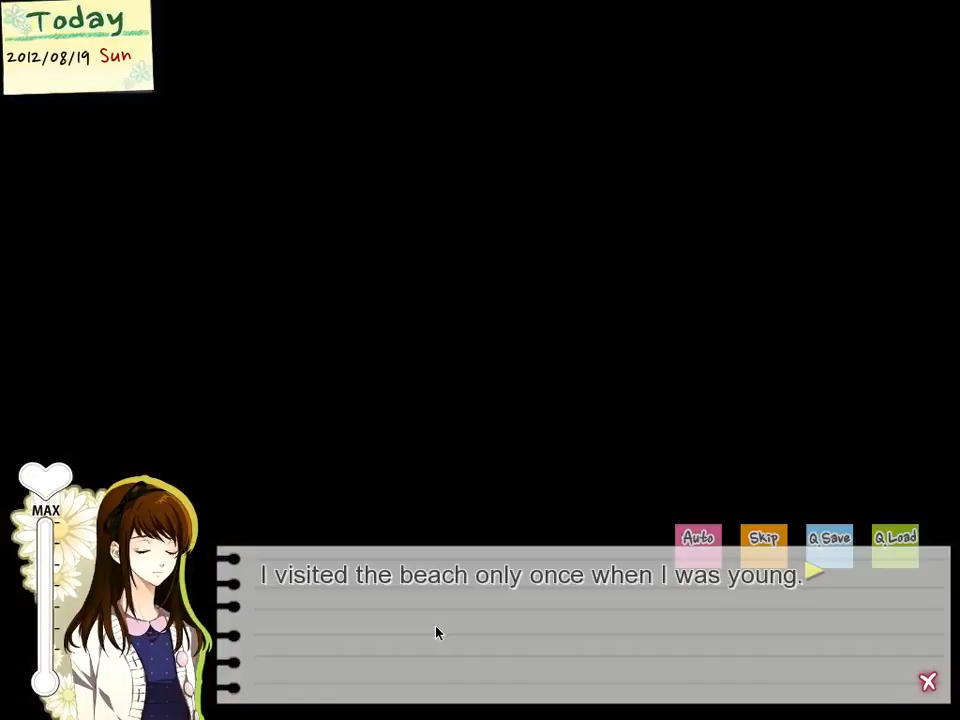 Today
2012/08/19 Sun
MAX
Auto
Skip
Q.Save
Q.Load
I visited the beach only once when I was young.